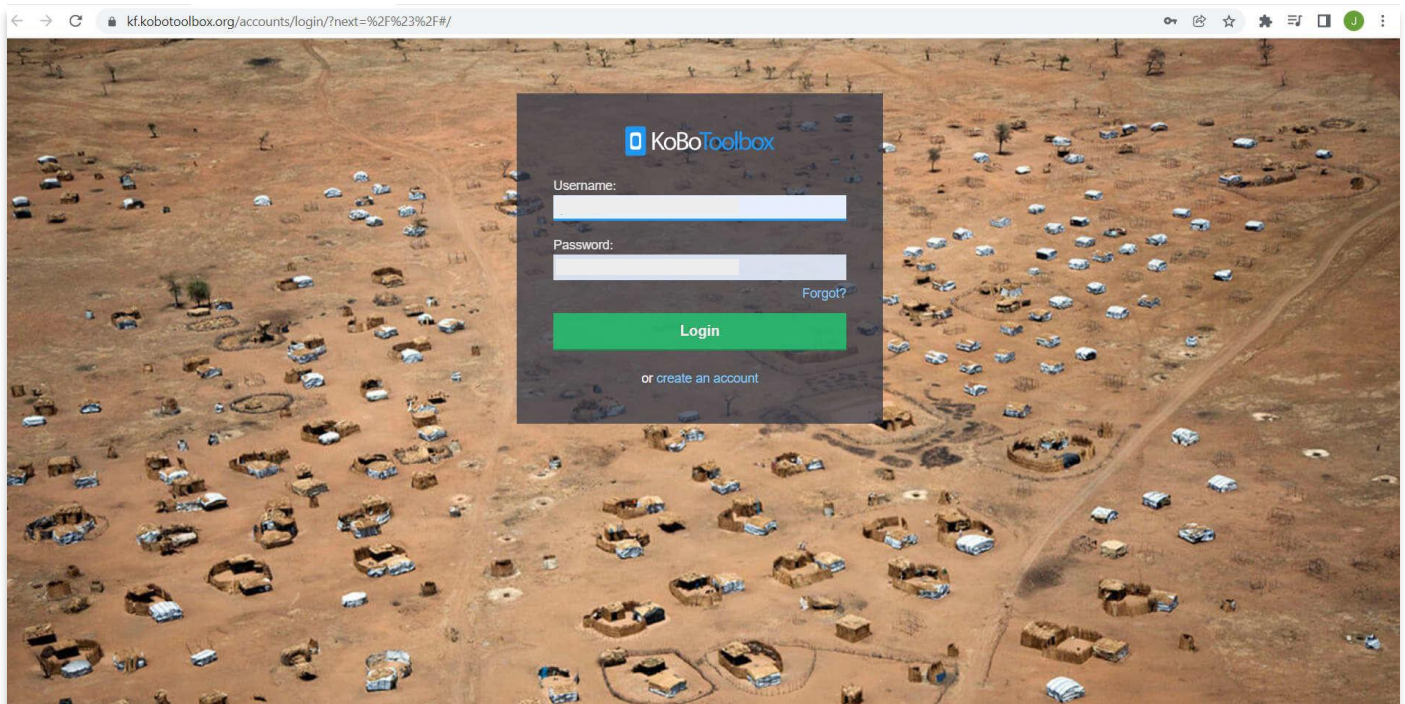 kf.kobotoolbox.org/accounts/login/?next=%2F%23%2F#/
J
KoBoToolbox
Username:
Password:
Forgot?
Login
or create an account